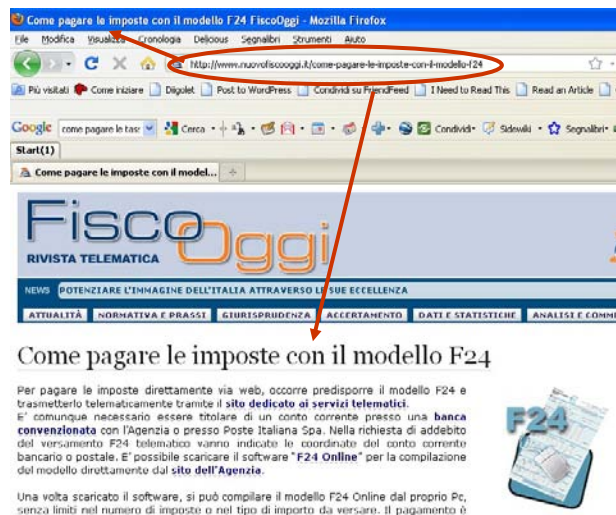 Come pagare le imposte con il modello F24 FiscoOggi - Mozilla Firefox
File Modifica Visualizza Cronologia Delicious Segnalibri Strumenti Aiuto
http://www.nuovofiscooggi.it/come-pagare-le-imposte-con-il-modello-f24
Più visitati Come iniziare Diigolet Post to WordPress Condividi su FriendFeed I Need to Read This Read an Article
Google come pagare le tass Cerca Condividi Sidewiki Segnalibri
Start(1)
Come pagare le imposte con il model...
FiscoOggi
RIVISTA TELEMATICA
NEWS POTENZIARE L'IMMAGINE DELL'ITALIA ATTRAVERSO LE SUE ECCELLENZA
ATTUALITÀ NORMATIVA E PRASSI GIURISPRUDENZA ACCERTAMENTO DATI E STATISTICHE ANALISI E COMME
Come pagare le imposte con il modello F24
Per pagare le imposte direttamente via web, occorre predisporre il modello F24 e
trasmetterlo telematicamente tramite il sito dedicato ai servizi telematici.
E' comunque necessario essere titolare di un conto corrente presso una banca
convenzionata con l'Agenzia o presso Poste Italiana Spa. Nella richiesta di addebito
del versamento F24 telematico vanno indicate le coordinate del conto corrente
bancario o postale. E' possibile scaricare il software "F24 Online" per la compilazione
del modello direttamente dal sito dell'Agenzia.
F24
Una volta scaricato il software, si può compilare il modello F24 Online dal proprio Pc,
senza limiti nel numero di imposte o nel tipo di importo da versare. Il pagamento è